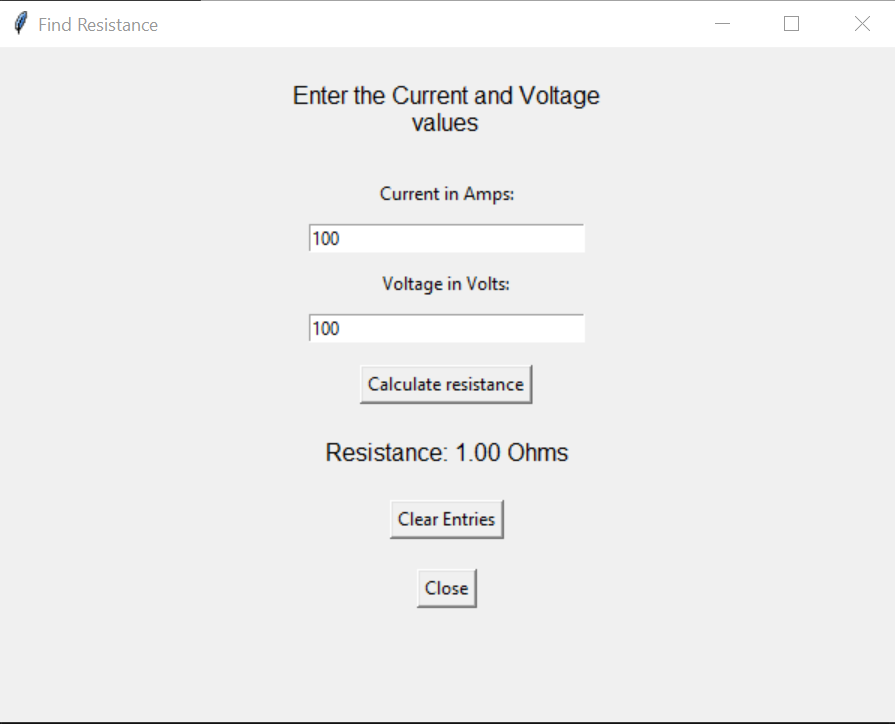 Find Resistance
Enter the Current and Voltage
values
Current in Amps:
100
Voltage in Volts:
100
Calculate resistance
Resistance: 1.00 Ohms
Clear Entries
Close